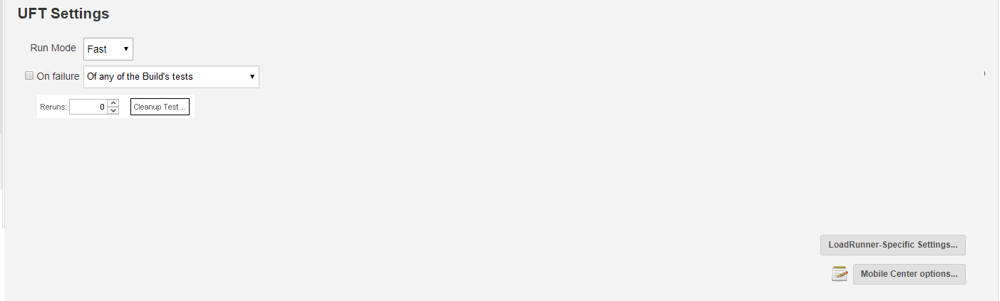 UFT Settings
Run Mode Fast
On failure Of any of the Build's tests
Reruns: 0 Cleanup Test...
LoadRunner-Specific Settings...
Mobile Center options...